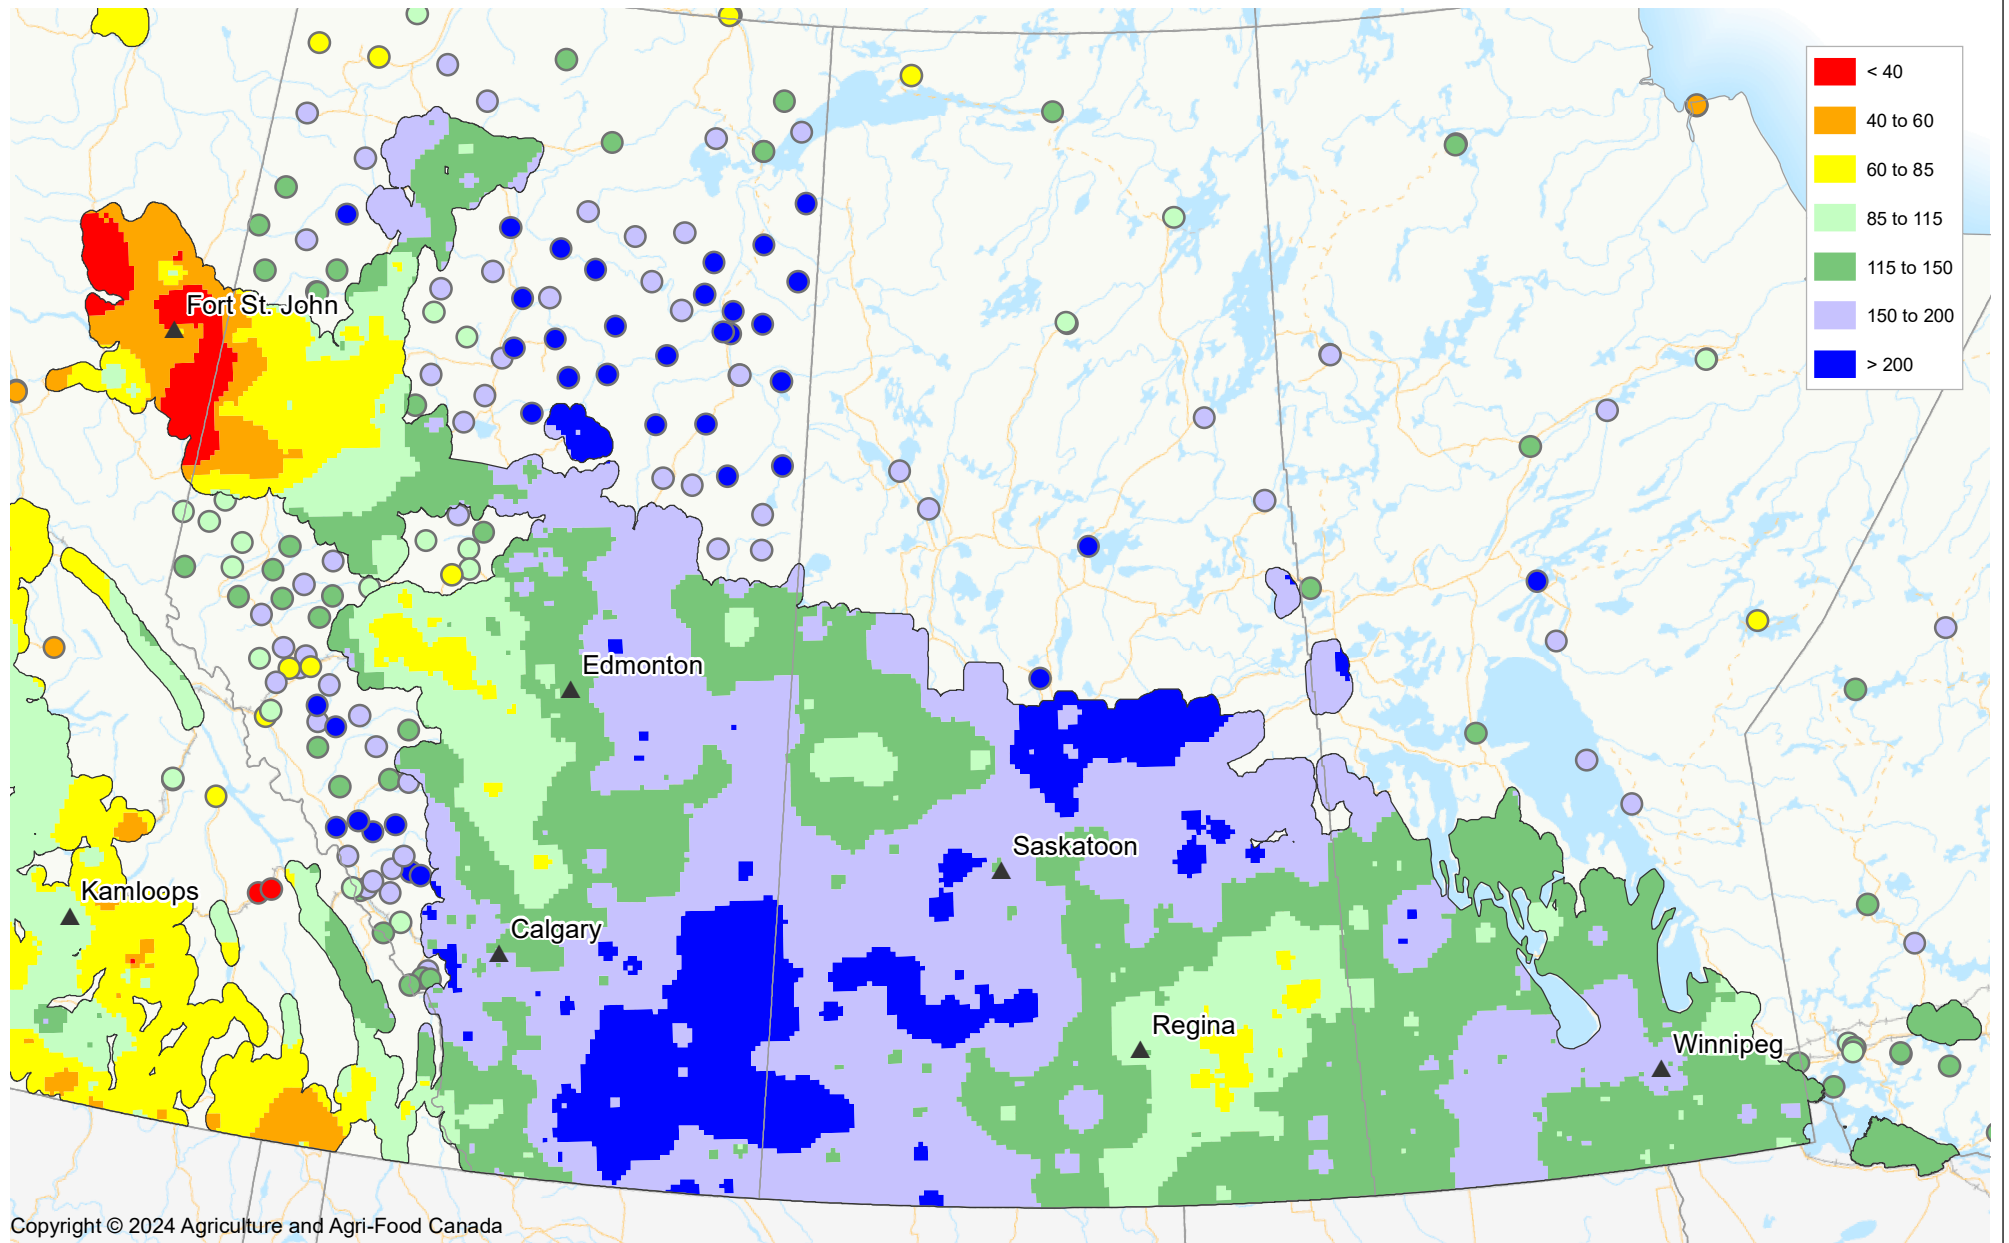 < 40
40 to 60
60 to 85
85 to 115
115 to 150
150 to 200
> 200
Fort St. John
Edmonton
Saskatoon
Kamloops
Calgary
Regina
Winnipeg
Copyright © 2024 Agriculture and Agri-Food Canada